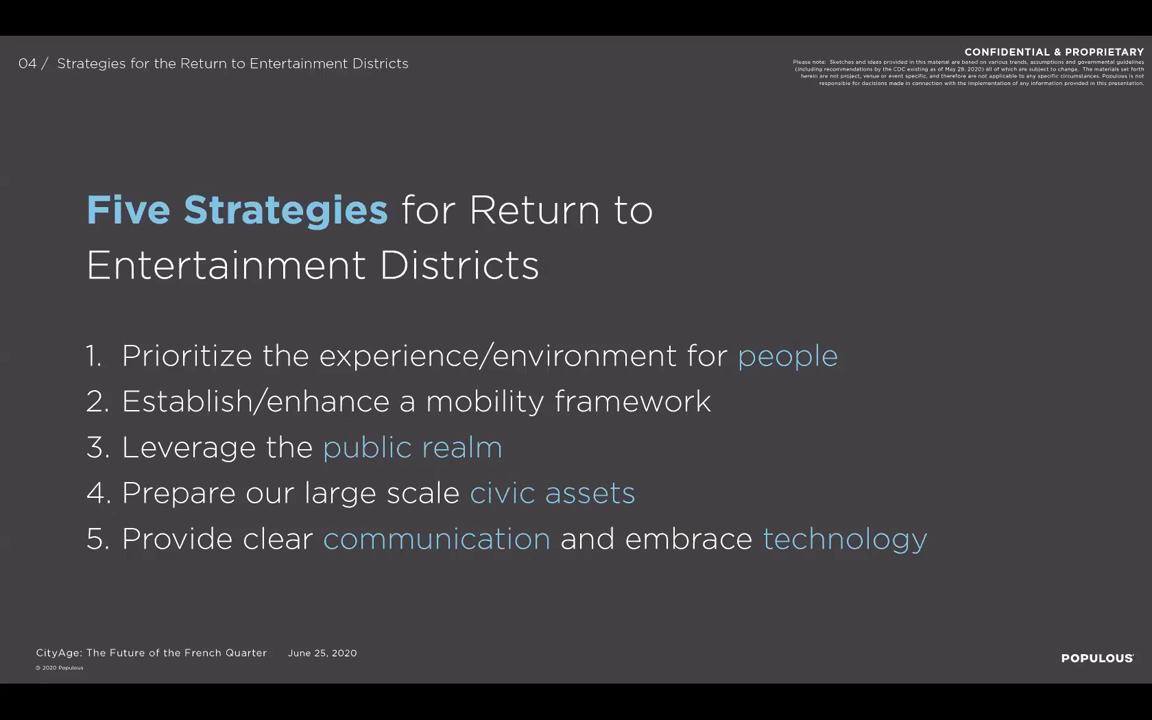 04 / Strategies for the Return to Entertainment Districts
CONFIDENTIAL & PROPRIETARY
Please note: Sketches and ideas provided in this material are based on various trends, assumptions and governmental guidelines
(including recommendations by the CDC existing as of May 28, 2020) all of which are subject to change. The materials set forth
herein are not project, venue or event specific, and therefore are not applicable to any specific circumstances. Populous is not
responsible for decisions made in connection with the implementation of any information provided in this presentation.
Five Strategies for Return to
Entertainment Districts
1. Prioritize the experience/environment for people
2. Establish/enhance a mobility framework
3. Leverage the public realm
4. Prepare our large scale civic assets
5. Provide clear communication and embrace technology
CityAge: The Future of the French Quarter June 25, 2020
© 2020 Populous
POPULOUS